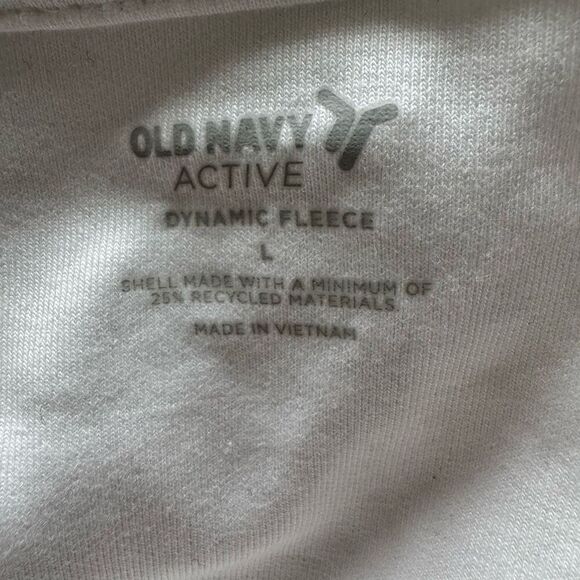 OLD NAVY
ACTIVE
DYNAMIC FLEECE
L
SHELL MADE WITH A MINIMUM OF
25% RECYCLED MATERIALS
MADE IN VIETNAM